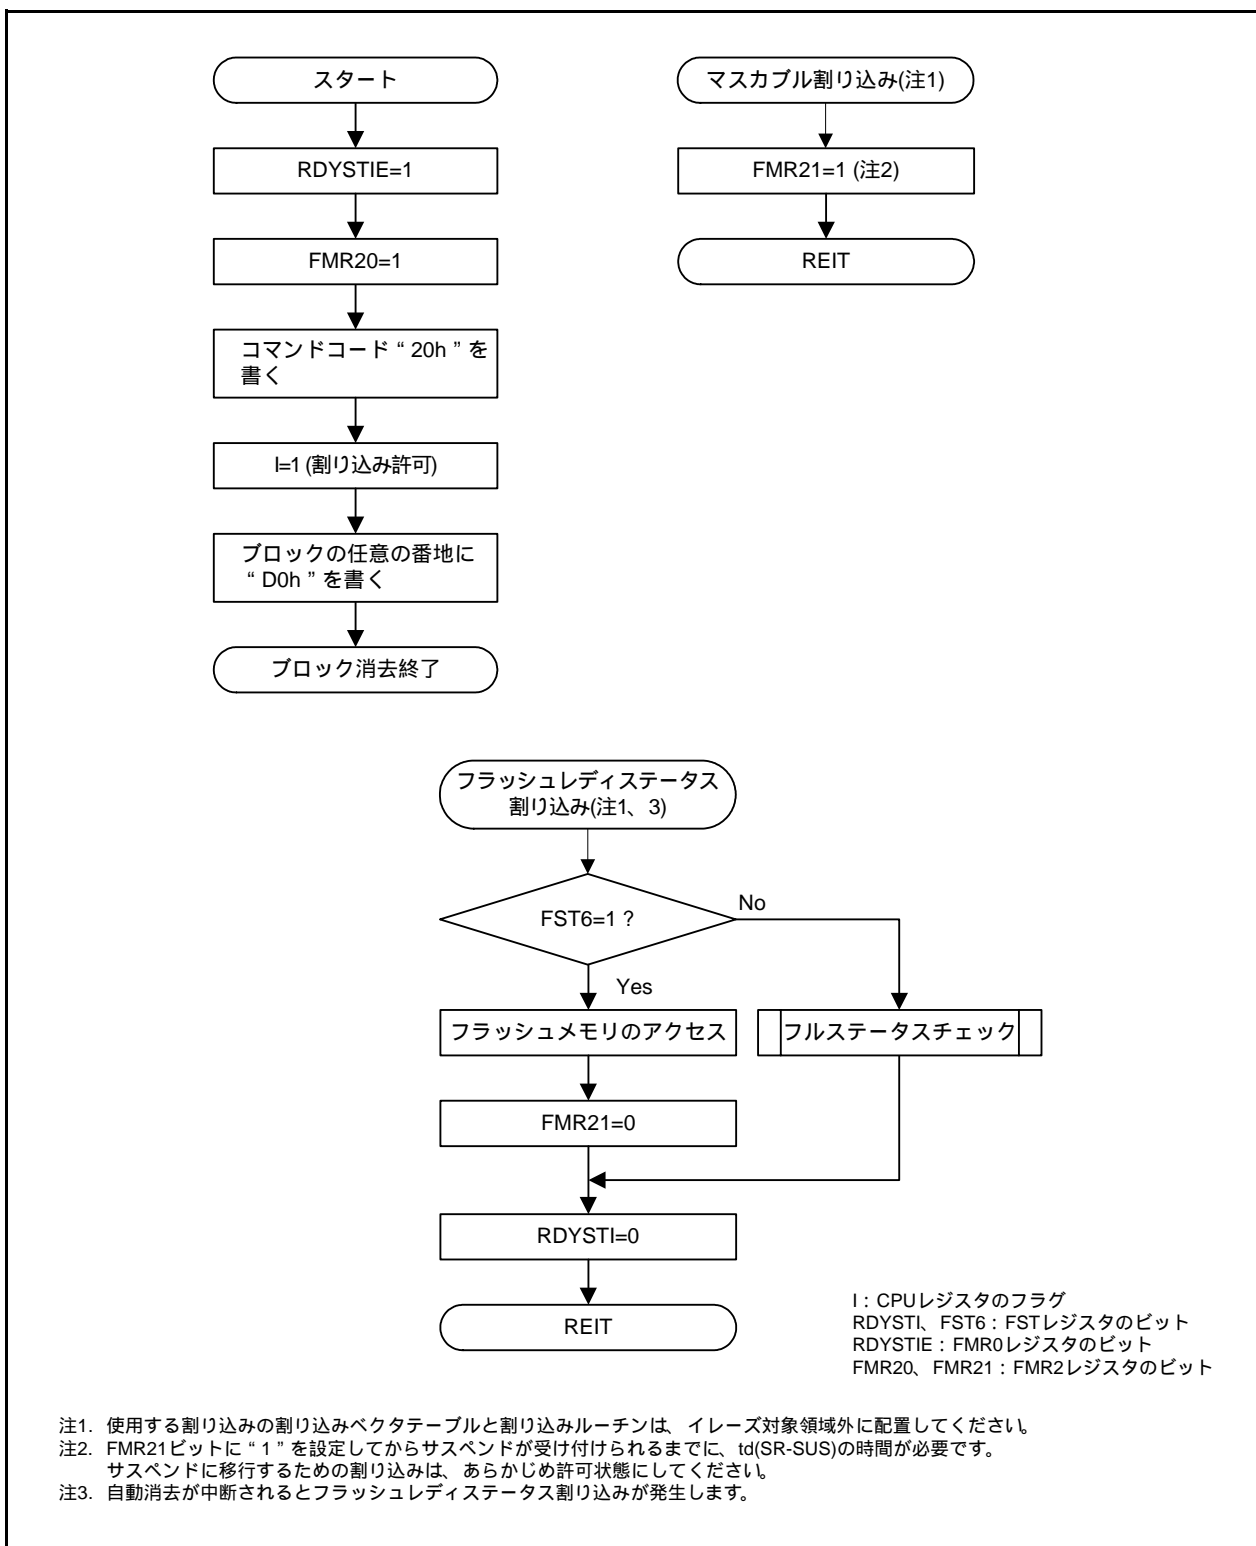 スタート
RDYSTIE=1
FMR20=1
コマンドコード“ 20h ”を
書く
I=1 (割り込み許可)
ブロックの任意の番地に
“ D0h ”を書く
ブロック消去終了
マスカブル割り込み(注1)
FMR21=1 (注2)
REIT
フラッシュレディステータス
割り込み(注1、3)
FST6=1 ?
No
Yes
フラッシュメモリのアクセス
フルステータスチェック
FMR21=0
RDYSTI=0
REIT
I : CPUレジスタのフラグ
RDYSTI、FST6 : FSTレジスタのビット
RDYSTIE : FMR0レジスタのビット
FMR20、FMR21 : FMR2レジスタのビット
注1. 使用する割り込みの割り込みベクタテーブルと割り込みルーチンは、イレーズ対象領域外に配置してください。
注2. FMR21ビットに“ 1 ”を設定してからサスペンドが受け付けられるまでに、td(SR-SUS)の時間が必要です。
サスペンドに移行するための割り込みは、あらかじめ許可状態にしてください。
注3. 自動消去が中断されるとフラッシュレディステータス割り込みが発生します。